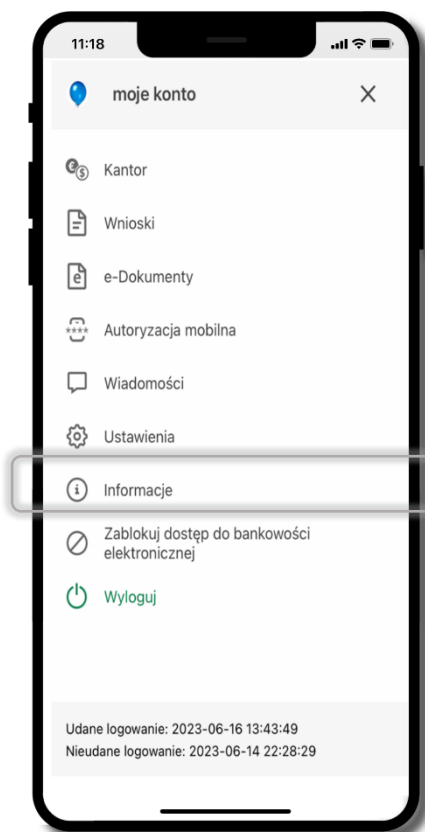 11:18
moje konto
Kantor
Wnioski
e-Dokumenty
Autoryzacja mobilna
Wiadomości
Ustawienia
Informacje
Zablokuj dostęp do bankowości
elektronicznej
Wyloguj
Udane logowanie: 2023-06-16 13:43:49
Nieudane logowanie: 2023-06-14 22:28:29